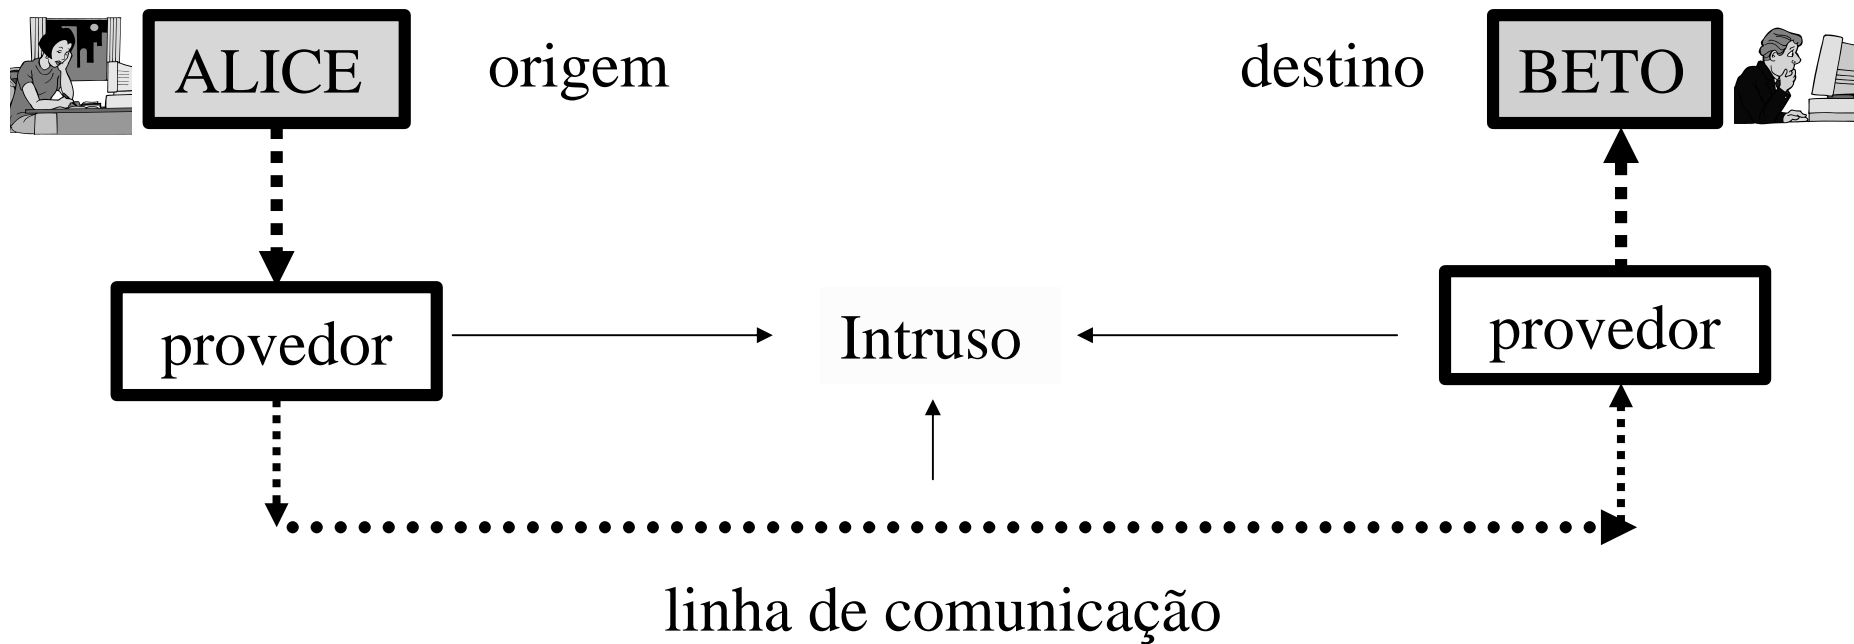 ALICE
origem
destino
BETO
provedor
Intruso
provedor
linha de comunicação